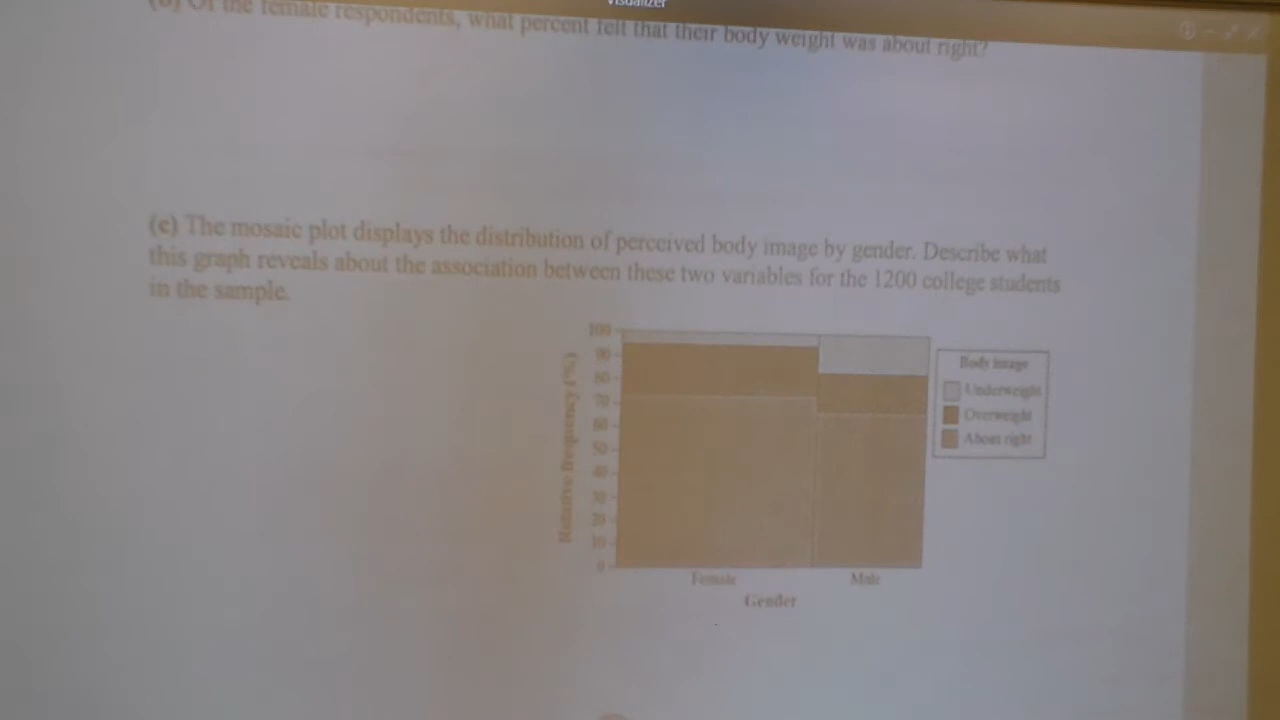 Visualizer
(b) Of the female respondents, what percent felt that their body weight was about right?
(c) The mosaic plot displays the distribution of perceived body image by gender. Describe what
this graph reveals about the association between these two variables for the 1200 college students
in the sample.
Relative frequency (%)
100
90
80
70
60
50
40
30
20
10
0
Female Male
Gender
Body image
Underweight
Overweight
About right